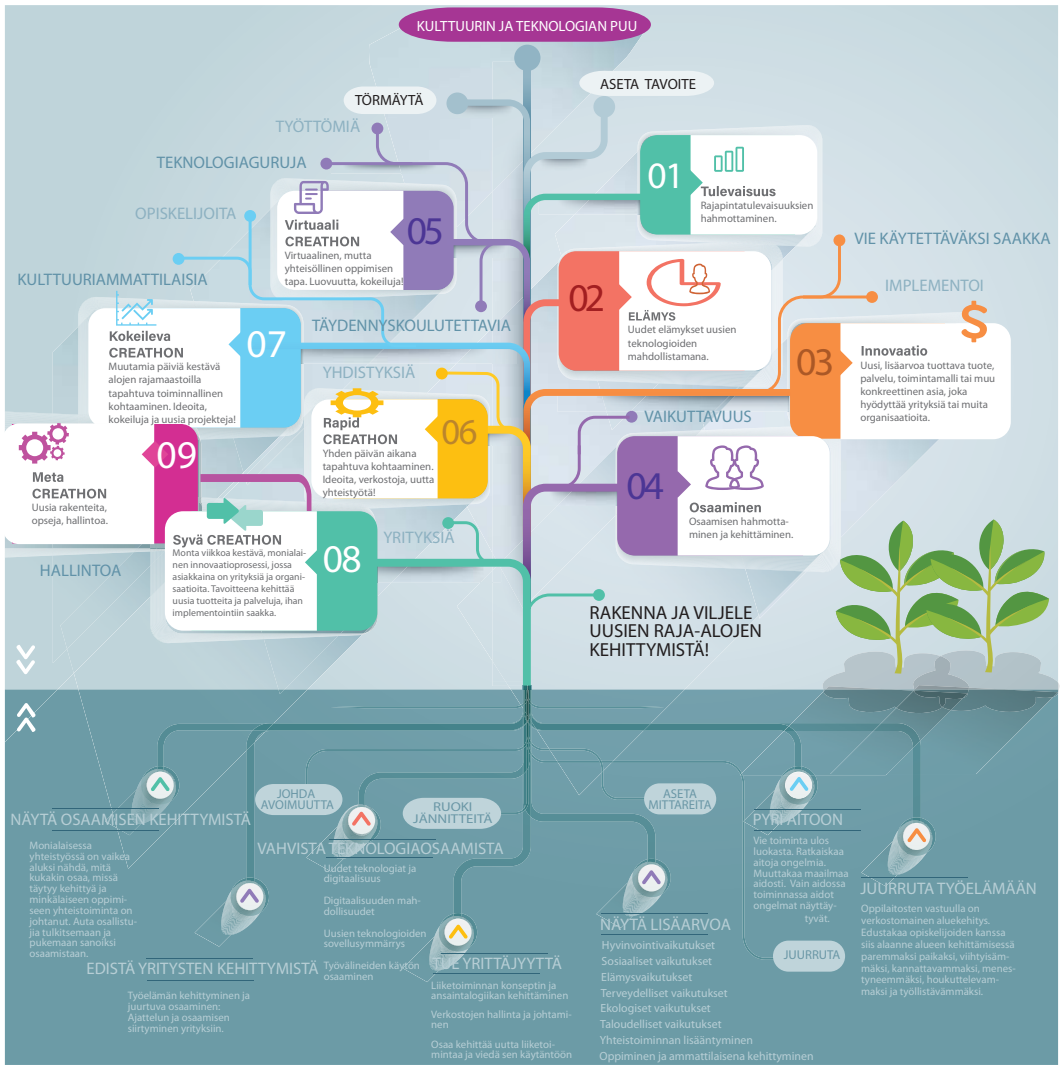 KULTTUURIN JA TEKNOLOGIAN PUU
ASETA TAVOITE
TÖRMÄYTÄ
TYÖTTÖMIÄ
TEKNOLOGIAGURUJA
OPISKELIJOITA
KULTTUURIAMMATTILAISIA
TÄYDENNYSKOULUTETTAVIA
YHDISTYKSIÄ
YRITYKSIÄ
HALLINTOA
VIE KÄYTETTÄVÄKSI SAAKKA
IMPLEMENTOI
VAIKUTTAVUUS
01
Tulevaisuus
Rajapintatulevaisuuksien
hahmottaminen.
02
ELÄMYS
Uudet elämykset uusien
teknologioiden
mahdollistamana.
03
$
Innovaatio
Uusi, lisäarvoa tuottava tuote,
palvelu, toimintamalli tai muu
konkreettinen asia, joka
hyödyttää yrityksiä tai muita
organisaatioita.
04
Osaaminen
Osaamisen hahmotta-
minen ja kehittäminen.
05
Virtuaali
CREATHON
Virtuaalinen, mutta
yhteisöllinen oppimisen
tapa. Luovuutta, kokeiluja!
06
Rapid
CREATHON
Yhden päivän aikana
tapahtuva kohtaaminen.
Ideoita, verkostoja, uutta
yhteistyötä!
07
Kokeileva
CREATHON
Muutamia päiviä kestävä
alojen rajamaastoilla
tapahtuva toiminnallinen
kohtaaminen. Ideoita,
kokeiluja ja uusia projekteja!
08
Syvä CREATHON
Monta viikkoa kestävä, monialai-
nen innovaatioprosessi, jossa
asiakkaina on yrityksiä ja organi-
saatioita. Tavoitteena kehittää
uusia tuotteita ja palveluja, ihan
implementointiin saakka.
09
Meta
CREATHON
Uusia rakenteita,
opseja, hallintoa.
RAKENNA JA VILJELE
UUSIEN RAJA-ALOJEN
KEHITTYMISTÄ!
JOHDA
AVOIMUUTTA
RUOKI
JÄNNITTEITÄ
ASETA
MITTAREITA
JUURRUTA
NÄYTÄ OSAAMISEN KEHITTYMISTÄ
Monialaisessa
yhteistyössä on vaikea
aluksi nähdä, mitä
kukakin osaa, missä
täytyy kehittyä ja
minkälaiseen oppimi-
seen yhteistoiminta on
johtanut. Auta osallistu-
jia tulkitsemaan ja
pukemaan sanoiksi
osaamistaan.
EDISTÄ YRITYSTEN KEHITTYMISTÄ
Työelämän kehittyminen ja
juurtuva osaaminen:
Ajattelun ja osaamisen
siirtyminen yrityksiin.
VAHVISTA TEKNOLOGIAOSAAMISTA
Uudet teknologiat ja
digitaalisuus
Digitaalisuuden mah-
dollisuudet
Uusien teknologioiden
sovellusymmärrys
Työvälineiden käytön
osaaminen
TUE YRITTÄJYYTTÄ
Liiketoiminnan konseptin ja
ansaintalogiikan kehittäminen
Verkostojen hallinta ja johtami-
nen
Osaa kehittää uutta liiketoi-
mintaa ja viedä sen käytäntöön
NÄYTÄ LISÄARVOA
Hyvinvointivaikutukset
Sosiaaliset vaikutukset
Elämysvaikutukset
Terveydelliset vaikutukset
Ekologiset vaikutukset
Taloudelliset vaikutukset
Yhteistoiminnan lisääntyminen
Oppiminen ja ammattilaisena kehittyminen
PYRI AITOON
Vie toiminta ulos
luokasta. Ratkaiskaa
aitoja ongelmia.
Muuttakaa maailmaa
aidosti. Vain aidossa
toiminnassa aidot
ongelmat näyttäy-
tyvät.
JUURRUTA TYÖELÄMÄÄN
Oppilaitosten vastuulla on
verkostomainen aluekehitys.
Edustakaa opiskelijoiden kanssa
siis alaanne alueen kehittämisessä
paremmaksi paikaksi, viihtyisäm-
mäksi, kannattavammaksi, menes-
tyneemmäksi, houkuttelevam-
maksi ja työllistävämmäksi.